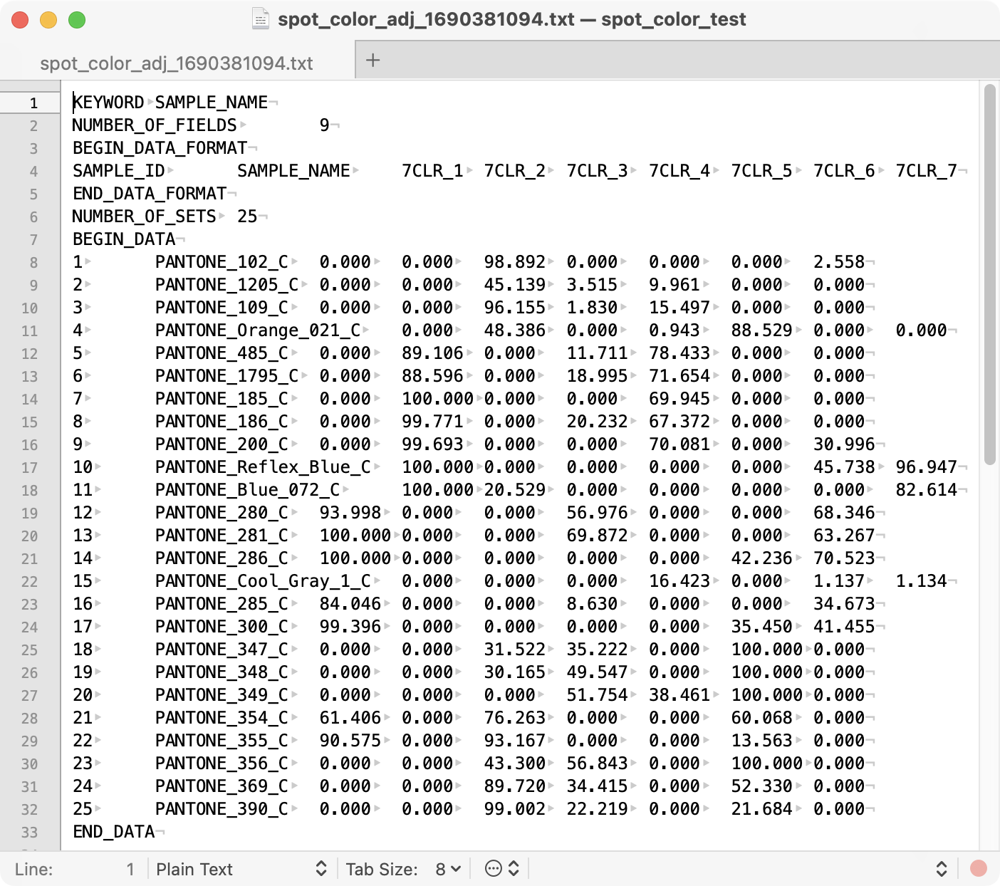 spot_color_adj_1690381094.txt — spot_color_test
spot_color_adj_1690381094.txt +
1 KEYWORD SAMPLE_NAME
2 NUMBER_OF_FIELDS 9
3 BEGIN_DATA_FORMAT
4 SAMPLE_ID SAMPLE_NAME 7CLR_1 7CLR_2 7CLR_3 7CLR_4 7CLR_5 7CLR_6 7CLR_7
5 END_DATA_FORMAT
6 NUMBER_OF_SETS 25
7 BEGIN_DATA
8 1 PANTONE_102_C 0.000 0.000 98.892 0.000 0.000 0.000 2.558
9 2 PANTONE_1205_C 0.000 0.000 45.139 3.515 9.961 0.000 0.000
10 3 PANTONE_109_C 0.000 0.000 96.155 1.830 15.497 0.000 0.000
11 4 PANTONE_Orange_021_C 0.000 48.386 0.000 0.943 88.529 0.000 0.000
12 5 PANTONE_485_C 0.000 89.106 0.000 11.711 78.433 0.000 0.000
13 6 PANTONE_1795_C 0.000 88.596 0.000 18.995 71.654 0.000 0.000
14 7 PANTONE_185_C 0.000 100.000 0.000 0.000 69.945 0.000 0.000
15 8 PANTONE_186_C 0.000 99.771 0.000 20.232 67.372 0.000 0.000
16 9 PANTONE_200_C 0.000 99.693 0.000 0.000 70.081 0.000 30.996
17 10 PANTONE_Reflex_Blue_C 100.000 0.000 0.000 0.000 0.000 45.738 96.947
18 11 PANTONE_Blue_072_C 100.000 20.529 0.000 0.000 0.000 0.000 82.614
19 12 PANTONE_280_C 93.998 0.000 0.000 56.976 0.000 0.000 68.346
20 13 PANTONE_281_C 100.000 0.000 0.000 69.872 0.000 0.000 63.267
21 14 PANTONE_286_C 100.000 0.000 0.000 0.000 0.000 42.236 70.523
22 15 PANTONE_Cool_Gray_1_C 0.000 0.000 0.000 16.423 0.000 1.137 1.134
23 16 PANTONE_285_C 84.046 0.000 0.000 8.630 0.000 0.000 34.673
24 17 PANTONE_300_C 99.396 0.000 0.000 0.000 0.000 35.450 41.455
25 18 PANTONE_347_C 0.000 0.000 31.522 35.222 0.000 100.000 0.000
26 19 PANTONE_348_C 0.000 0.000 30.165 49.547 0.000 100.000 0.000
27 20 PANTONE_349_C 0.000 0.000 0.000 51.754 38.461 100.000 0.000
28 21 PANTONE_354_C 61.406 0.000 76.263 0.000 0.000 60.068 0.000
29 22 PANTONE_355_C 90.575 0.000 93.167 0.000 0.000 13.563 0.000
30 23 PANTONE_356_C 0.000 0.000 43.300 56.843 0.000 100.000 0.000
31 24 PANTONE_369_C 0.000 0.000 89.720 34.415 0.000 52.330 0.000
32 25 PANTONE_390_C 0.000 0.000 99.002 22.219 0.000 21.684 0.000
33 END_DATA
Line: 1 Plain Text Tab Size: 8